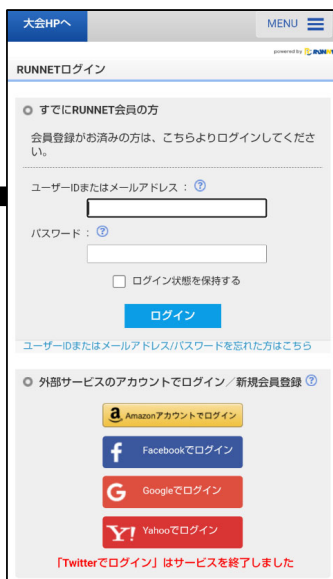 大会HPへ
MENU
powered by RUNNET
RUNNETログイン
すでにRUNNET会員の方
会員登録がお済みの方は、こちらよりログインしてくださ
い。
ユーザーIDまたはメールアドレス : ?
パスワード : ?
ログイン状態を保持する
ログイン
ユーザーIDまたはメールアドレス/パスワードを忘れた方はこちら
外部サービスのアカウントでログイン/新規会員登録 ?
a Amazonアカウントでログイン
f Facebookでログイン
G Googleでログイン
Y! Yahooでログイン
「Twitterでログイン」はサービスを終了しました